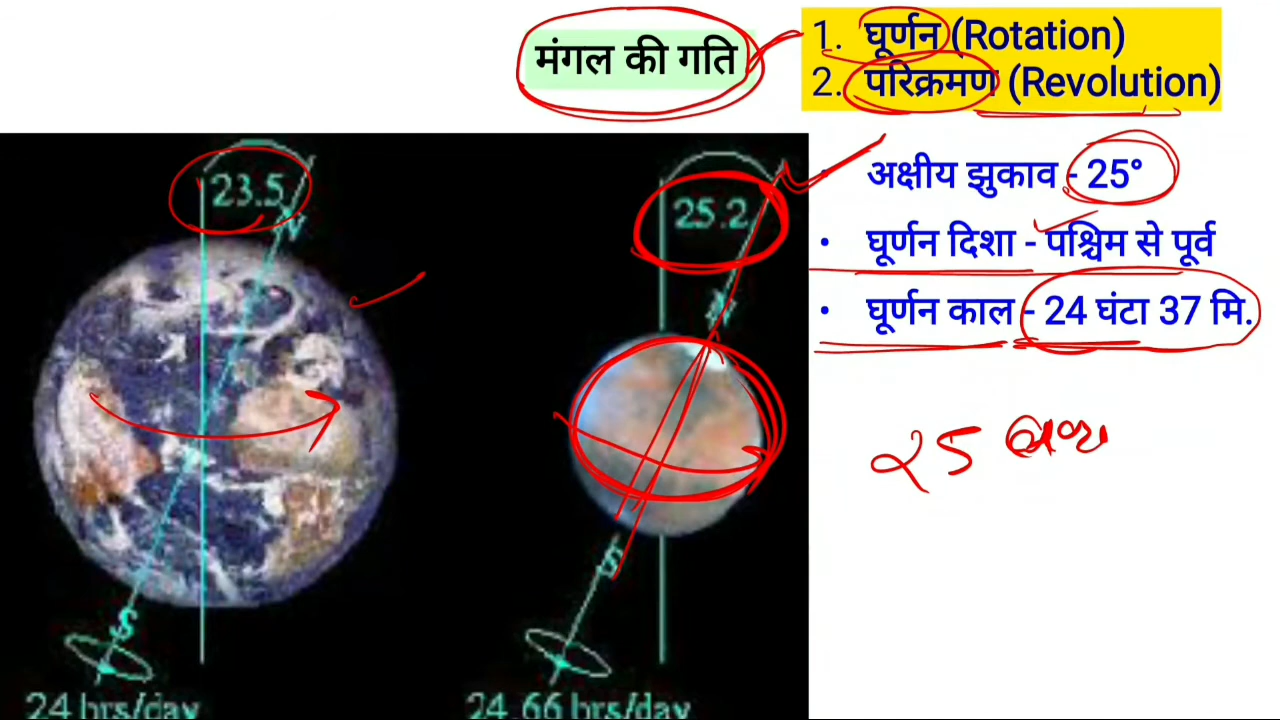 मंगल की गति
1. घूर्णन (Rotation)
2. परिक्रमण (Revolution)
23.5
N
S
24 hrs/day
25.2
N
S
24.66 hrs/day
• अक्षीय झुकाव - 25°
• घूर्णन दिशा - पश्चिम से पूर्व
• घूर्णन काल - 24 घंटा 37 मि.
२५